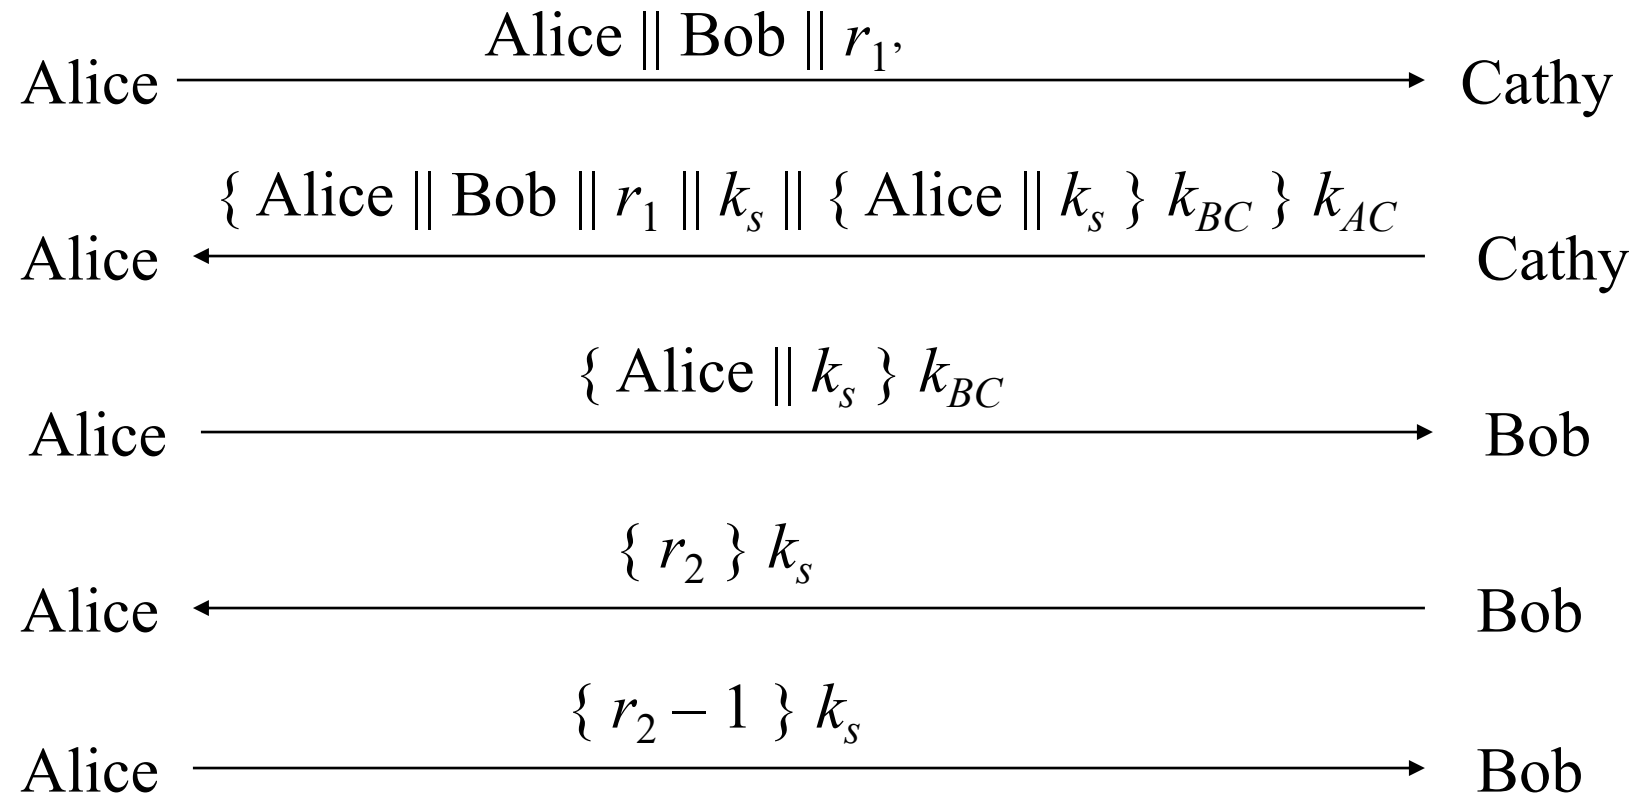 Alice || Bob || r1,
Alice Cathy
{ Alice || Bob || r1 || ks || { Alice || ks } kBC } kAC
Alice Cathy
{ Alice || ks } kBC
Alice Bob
{ r2 } ks
Alice Bob
{ r2 – 1 } ks
Alice Bob